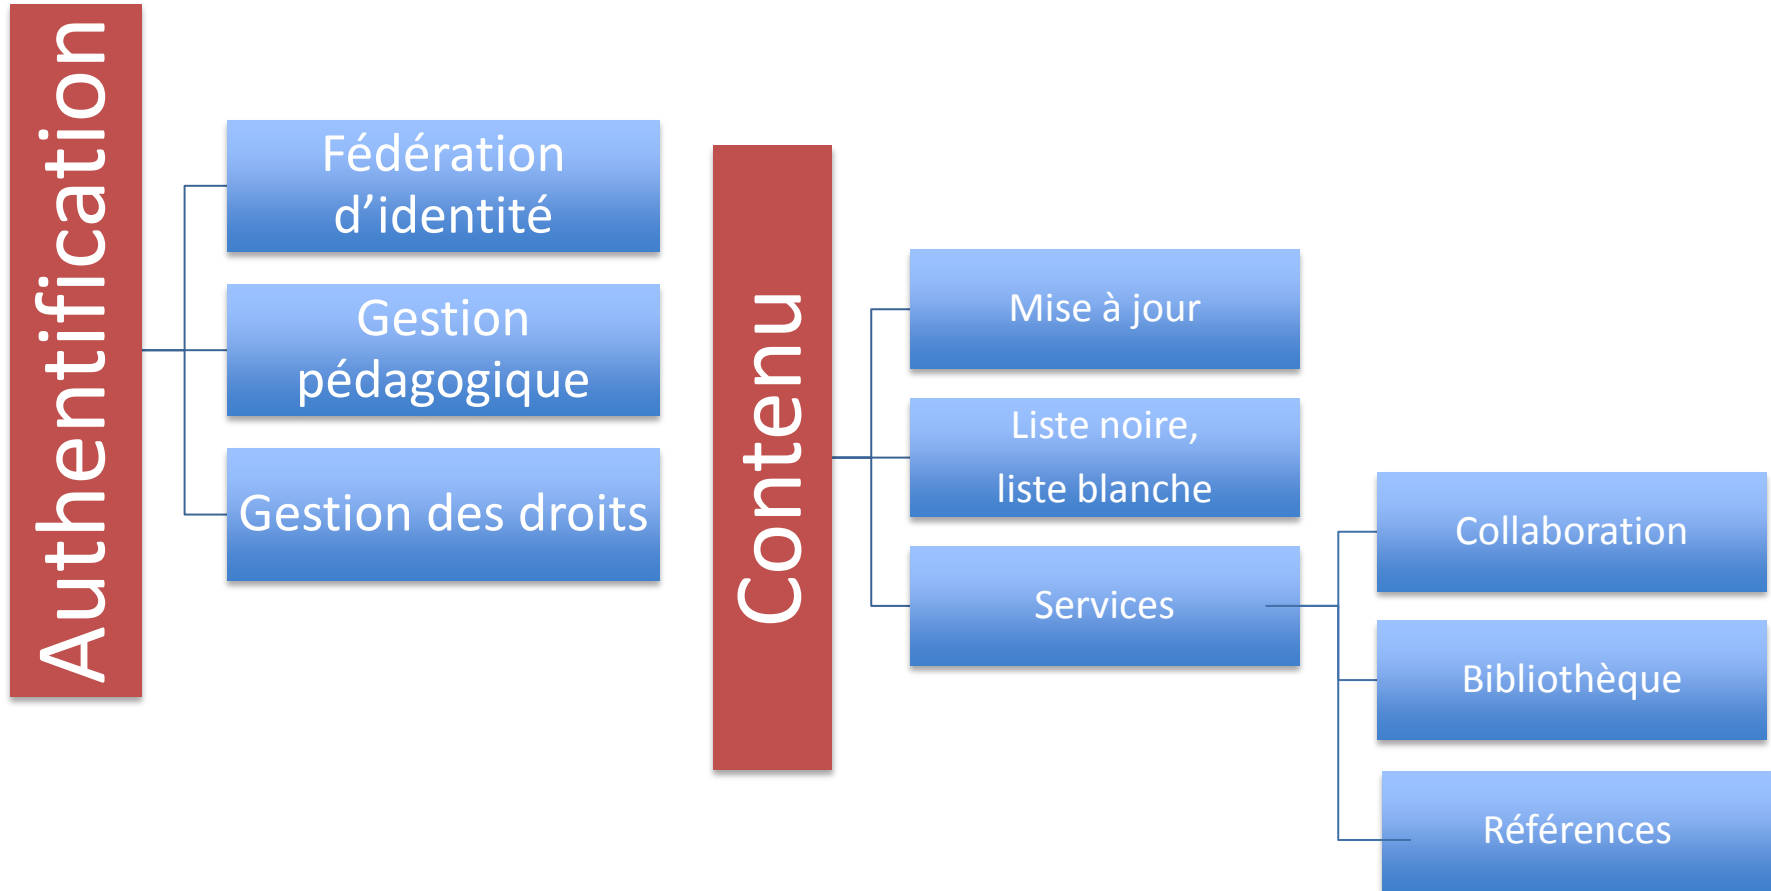 Authentification
Fédération
d’identité
Gestion
pédagogique
Gestion des droits
Contenu
Mise à jour
Liste noire,
liste blanche
Services
Collaboration
Bibliothèque
Références